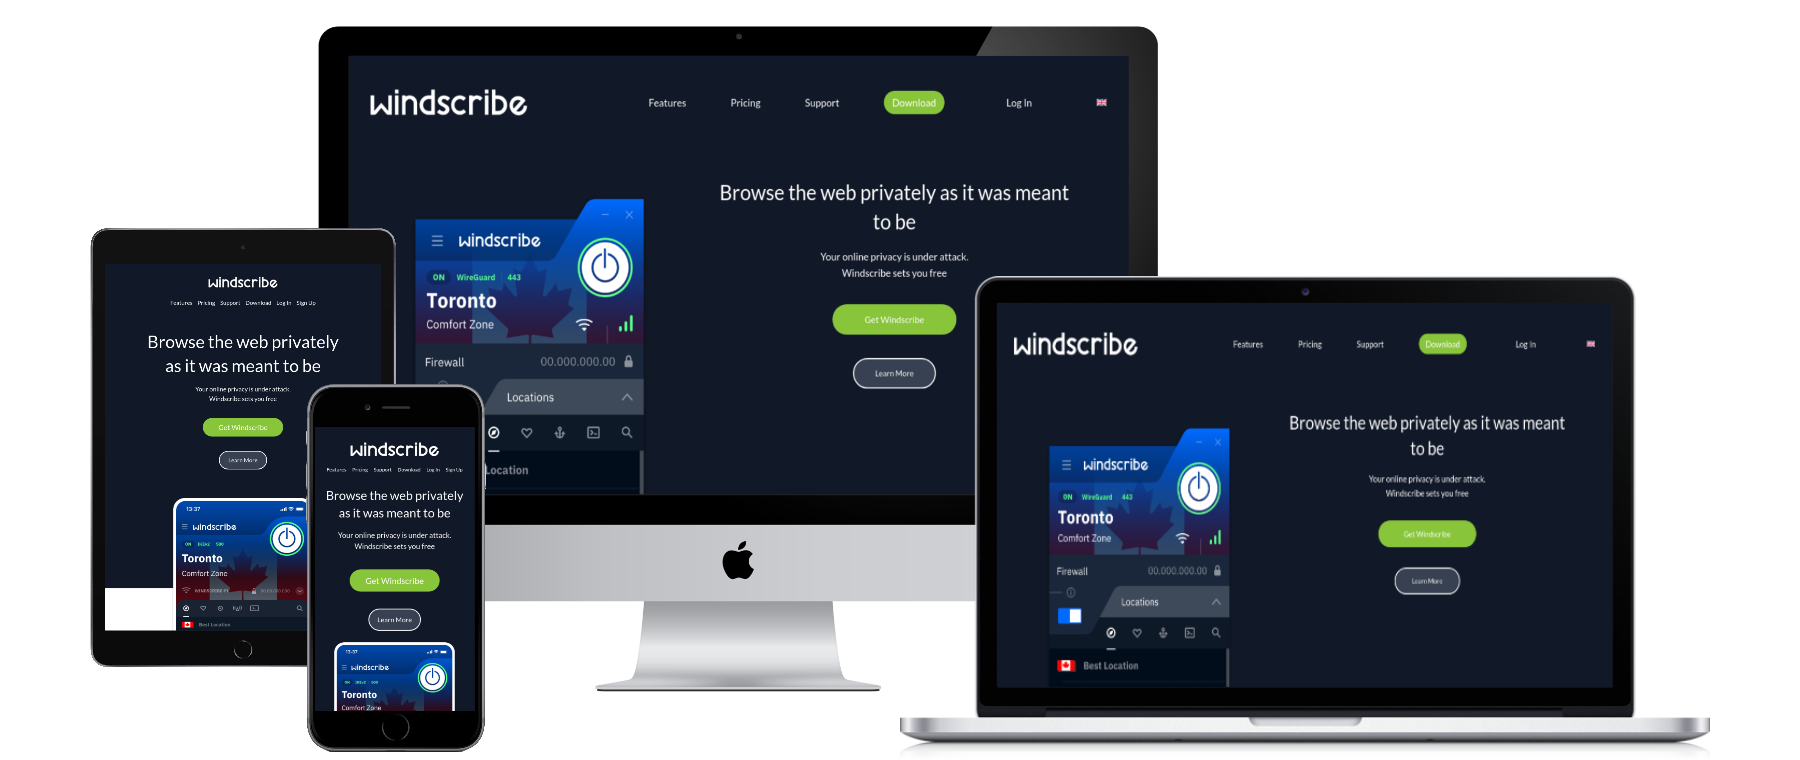 windscribe
Features Pricing Support Download Log In
Browse the web privately as it was meant
to be
Your online privacy is under attack.
Windscribe sets you free
Get Windscribe
Learn More
windscribe
ON WireGuard 443
Toronto
Comfort Zone
Firewall 00.000.000.00
Locations
Location
windscribe
Features Pricing Support Download Log In Sign Up
Browse the web privately
as it was meant to be
Your online privacy is under attack.
Windscribe sets you free
Get Windscribe
Learn More
13:37
windscribe
ON IKEv2 500
Toronto
Comfort Zone
00.000.000.00
Best Location
windscribe
Features Pricing Support Download Log In Sign Up
Browse the web privately
as it was meant to be
Your online privacy is under attack.
Windscribe sets you free
Get Windscribe
Learn More
13:37
windscribe
ON IKEv2 500
Toronto
Comfort Zone
windscribe
Features Pricing Support Download Log In
Browse the web privately as it was meant
to be
Your online privacy is under attack.
Windscribe sets you free
Get Windscribe
Learn More
windscribe
ON WireGuard 443
Toronto
Comfort Zone
Firewall 00.000.000.00
Locations
Best Location